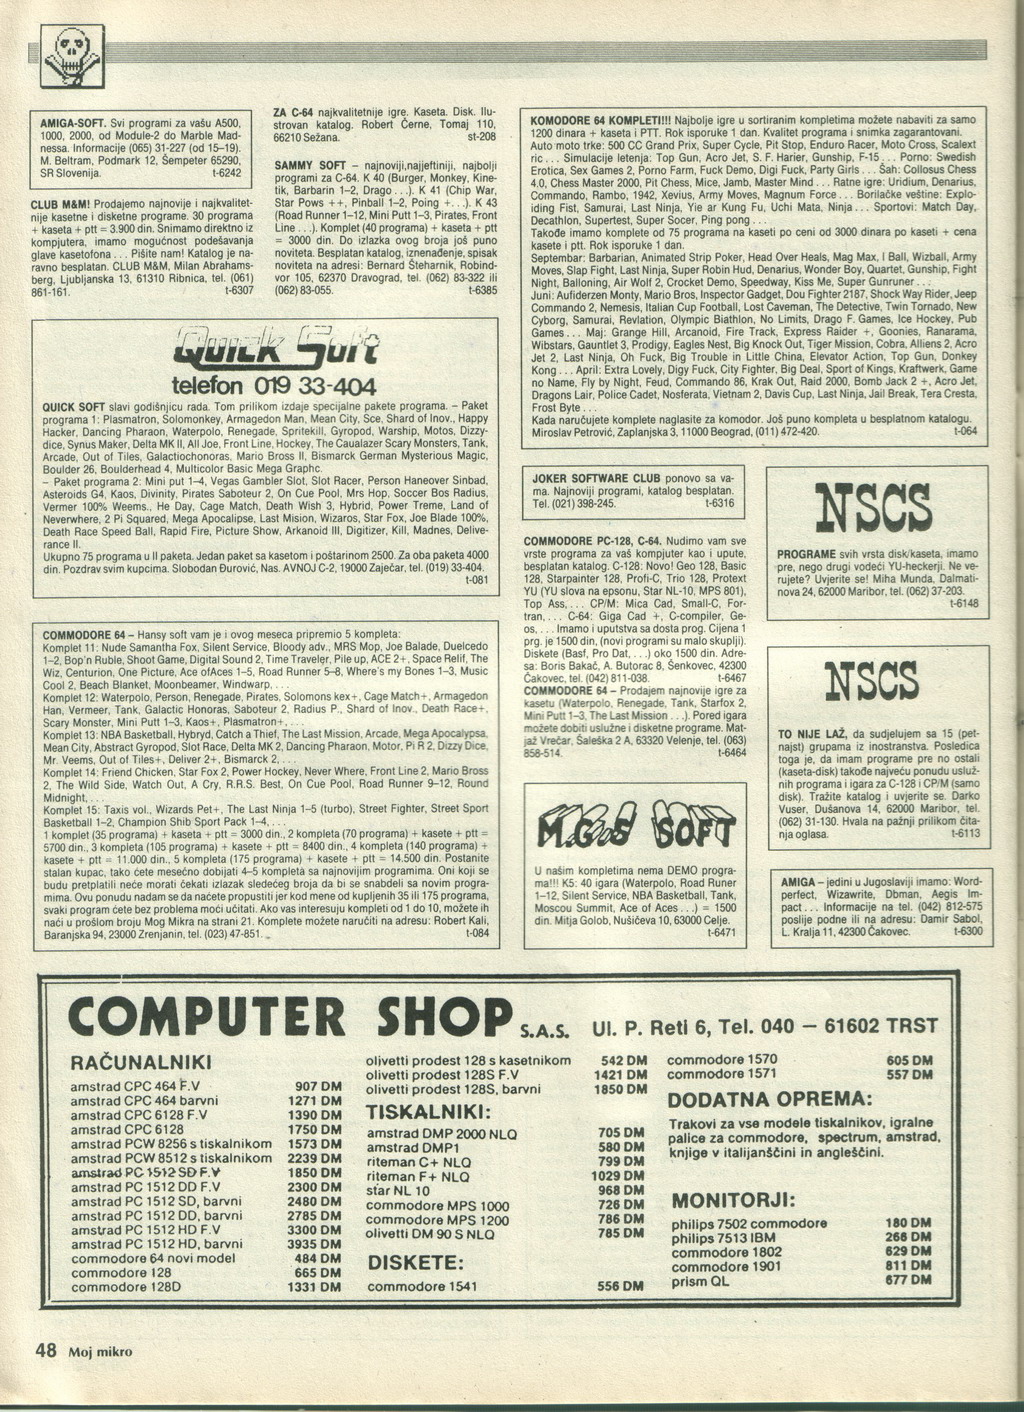 AMIGA-SOFT. Svi programi za vašu A500,
1000, 2000, od Module-2 do Marble Mad-
nessa. Informacije (065) 31-227 (od 15–19).
M. Beltram, Podmark 12, Šempeter 65290,
SR Slovenija. t-6242
CLUB M&M! Prodajemo najnovije i najkvalitet-
nije kasetne i disketne programe. 30 programa
+ kaseta + ptt = 3.900 din. Snimamo direktno iz
kompjutera, imamo mogućnost podešavanja
glave kasetofona . . . Pišite nam! Katalog je na-
ravno besplatan. CLUB M&M, Milan Abrahams-
berg, Ljubljanska 13, 61310 Ribnica, tel. (061)
861-161. t-6307
ZA C-64 najkvalitetnije igre. Kaseta. Disk. Ilu-
strovan katalog. Robert Černe, Tomaj 110,
66210 Sežana. st-208
SAMMY SOFT – najnoviji,najjeftiniji, najbolji
programi za C-64. K 40 (Burger, Monkey, Kine-
tik, Barbarin 1–2, Drago . . .). K 41 (Chip War,
Star Pows ++, Pinball 1–2, Poing +. . .). K 43
(Road Runner 1–12, Mini Putt 1–3, Pirates, Front
Line . . .). Komplet (40 programa) + kaseta + ptt
= 3000 din. Do izlazka ovog broja još puno
noviteta. Besplatan katalog, iznenađenje, spisak
noviteta na adresi: Bernard Šteharnik, Robind-
vor 105, 62370 Dravograd, tel. (062) 83-322 ili
(062) 83-055. t-6385
Quick Soft
telefon 019 33-404
QUICK SOFT slavi godišnjicu rada. Tom prilikom izdaje specijalne pakete programa. – Paket
programa 1: Plasmatron, Solomonkey, Armagedon Man, Mean City, Sce, Shard of Inov., Happy
Hacker, Dancing Pharaon, Waterpolo, Renegade, Spritekill, Gyropod, Warship, Motos, Dizzy-
dice, Synus Maker, Delta MK II, All Joe, Front Line, Hockey, The Caualazer Scary Monsters, Tank,
Arcade, Out of Tiles, Galactiochonoras, Mario Bross II, Bismarck German Mysterious Magic,
Boulder 26, Boulderhead 4, Multicolor Basic Mega Graphc.
– Paket programa 2: Mini put 1–4, Vegas Gambler Slot, Slot Racer, Person Haneover Sinbad,
Asteroids G4, Kaos, Divinity, Pirates Saboteur 2, On Cue Pool, Mrs Hop, Soccer Bos Radius,
Vermer 100% Weems., He Day, Cage Match, Death Wish 3, Hybrid, Power Treme, Land of
Neverwhere, 2 Pi Squared, Mega Apocalipse, Last Mision, Wizaros, Star Fox, Joe Blade 100%,
Death Race Speed Ball, Rapid Fire, Picture Show, Arkanoid III, Digitizer, Kill, Madnes, Delive-
rance II.
Ukupno 75 programa u II paketa. Jedan paket sa kasetom i poštarinom 2500. Za oba paketa 4000
din. Pozdrav svim kupcima. Slobodan Đurović, Nas. AVNOJ C-2, 19000 Zaječar, tel. (019) 33-404.
t-081
COMMODORE 64 – Hansy soft vam je i ovog meseca pripremio 5 kompleta:
Komplet 11: Nude Samantha Fox, Silent Service, Bloody adv., MRS Mop, Joe Balade, Duelcedo
1–2, Bop'n Ruble, Shoot Game, Digital Sound 2, Time Traveler, Pile up, ACE 2+, Space Relif, The
Wiz, Centurion, One Picture, Ace ofAces 1–5, Road Runner 5–8, Where's my Bones 1–3, Music
Cool 2, Beach Blanket, Moonbeamer, Windwarp, . . .
Komplet 12: Waterpolo, Person, Renegade, Pirates, Solomons kex+, Cage Match+, Armagedon
Han, Vermeer, Tank, Galactic Honoras, Saboteur 2, Radius P., Shard of Inov., Death Race+,
Scary Monster, Mini Putt 1–3, Kaos+, Plasmatron+, . . .
Komplet 13: NBA Basketball, Hybryd, Catch a Thief, The Last Mission, Arcade, Mega Apocalypsa,
Mean City, Abstract Gyropod, Slot Race, Delta MK 2, Dancing Pharaon, Motor, Pi R 2, Dizzy Dice,
Mr. Veems, Out of Tiles+, Deliver 2+, Bismarck 2, . . .
Komplet 14: Friend Chicken, Star Fox 2, Power Hockey, Never Where, Front Line 2, Mario Bross
2, The Wild Side, Watch Out, A Cry, R.R.S. Best, On Cue Pool, Road Runner 9–12, Round
Midnight, . . .
Komplet 15: Taxis vol., Wizards Pet+, The Last Ninja 1–5 (turbo), Street Fighter, Street Sport
Basketball 1–2, Champion Shib Sport Pack 1–4, . . .
1 komplet (35 programa) + kaseta + ptt = 3000 din., 2 kompleta (70 programa) + kasete + ptt =
5700 din., 3 kompleta (105 programa) + kasete + ptt = 8400 din., 4 kompleta (140 programa) +
kasete + ptt = 11.000 din., 5 kompleta (175 programa) + kasete + ptt = 14.500 din. Postanite
stalan kupac, tako ćete mesečno dobijati 4–5 kompleta sa najnovijim programima. Oni koji se
budu pretplatili neće morati čekati izlazak sledećeg broja da bi se snabdeli sa novim progra-
mima. Ovu ponudu nadam se da naćete propustiti jer kod mene od kupljenih 35 ili 175 programa,
svaki program ćete bez problema moći učitati. Ako vas interesuju kompleti od 1 do 10, možete ih
naći u prošlom broju Moj Mikra na strani 21. Komplete možete naručiti na adresu: Robert Kali,
Baranjska 94, 23000 Zrenjanin, tel. (023) 47-851. t-084
KOMODORE 64 KOMPLETI!!! Najbolje igre u sortiranim kompletima možete nabaviti za samo
1200 dinara + kaseta i PTT. Rok isporuke 1 dan. Kvalitet programa i snimka zagarantovani.
Auto moto trke: 500 CC Grand Prix, Super Cycle, Pit Stop, Enduro Racer, Moto Cross, Scalext
ric . . . Simulacije letenja: Top Gun, Acro Jet, S. F. Harier, Gunship, F-15 . . . Porno: Swedish
Erotica, Sex Games 2, Porno Farm, Fuck Demo, Digi Fuck, Party Girls . . . Šah: Collosus Chess
4.0, Chess Master 2000, Pit Chess, Mice, Jamb, Master Mind . . . Ratne igre: Uridium, Denarius,
Commando, Rambo, 1942, Xevius, Army Moves, Magnum Force . . . Borilačke veštine: Explo-
iding Fist, Samurai, Last Ninja, Yie ar Kung Fu, Uchi Mata, Ninja . . . Sportovi: Match Day,
Decathlon, Supertest, Super Socer, Ping pong . . .
Takođe imamo komplete od 75 programa na kaseti po ceni od 3000 dinara po kaseti + cena
kasete i ptt. Rok isporuke 1 dan.
Septembar: Barbarian, Animated Strip Poker, Head Over Heals, Mag Max, I Ball, Wizball, Army
Moves, Slap Fight, Last Ninja, Super Robin Hud, Denarius, Wonder Boy, Quartet, Gunship, Fight
Night, Balloning, Air Wolf 2, Crocket Demo, Speedway, Kiss Me, Super Gunruner . . .
Juni: Aufiderzen Monty, Mario Bros, Inspector Gadget, Dou Fighter 2187, Shock Way Rider, Jeep
Commando 2, Nemesis, Italian Cup Football, Lost Caveman, The Detective, Twin Tornado, New
Cyborg, Samurai, Revlation, Olympic Biathlon, No Limits, Drago F. Games, Ice Hockey, Pub
Games . . . Maj: Grange Hill, Arcanoid, Fire Track, Express Raider +, Goonies, Ranarama,
Wibstars, Gauntlet 3, Prodigy, Eagles Nest, Big Knock Out, Tiger Mission, Cobra, Alliens 2, Acro
Jet 2, Last Ninja, Oh Fuck, Big Trouble in Little China, Elevator Action, Top Gun, Donkey
Kong . . . April: Extra Lovely, Digy Fuck, City Fighter, Big Deal, Sport of Kings, Kraftwerk, Game
no Name, Fly by Night, Feud, Commando 86, Krak Out, Raid 2000, Bomb Jack 2 +, Acro Jet,
Dragons Lair, Police Cadet, Nosferata, Vietnam 2, Davis Cup, Last Ninja, Jail Break, Tera Cresta,
Frost Byte . . .
Kada naručujete komplete naglasite za komodor. Još puno kompleta u besplatnom katalogu.
Miroslav Petrović, Zaplanjska 3, 11000 Beograd, (011) 472-420. t-064
JOKER SOFTWARE CLUB ponovo sa va-
ma. Najnoviji programi, katalog besplatan.
Tel. (021) 398-245. t-6316
COMMODORE PC-128, C-64. Nudimo vam sve
vrste programa za vaš kompjuter kao i upute,
besplatan katalog. C-128: Novo! Geo 128, Basic
128, Starpainter 128, Profi-C, Trio 128, Protext
YU (YU slova na epsonu, Star NL-10, MPS 801),
Top Ass, . . . CP/M: Mica Cad, Small-C, For-
tran, . . . C-64: Giga Cad +, C-compiler, Ge-
os, . . . Imamo i uputstva sa dosta prog. Cijena 1
prg. je 1500 din. (novi programi su malo skuplji).
Diskete (Basf, Pro Dat, . . .) oko 1500 din. Adre-
sa: Boris Bakač, A. Butorac 8, Šenkovec, 42300
Čakovec, tel. (042) 811-038. t-6467
COMMODORE 64 – Prodajem najnovije igre za
kasetu (Waterpolo, Renegade, Tank, Starfox 2,
Mini Putt 1–3, The Last Mission . . .). Pored igara
možete dobiti uslužne i disketne programe. Mat-
jaž Vrečar, Šaleška 2 A, 63320 Velenje, tel. (063)
858-514. t-6464
M.G.S SOFT
U našim kompletima nema DEMO progra-
ma!!! K5: 40 igara (Waterpolo, Road Runer
1–12, Silent Service, NBA Basketball, Tank,
Moscou Summit, Ace of Aces . . .) = 1500
din. Mitja Golob, Nušičeva 10, 63000 Celje.
t-6471
NSCS
PROGRAME svih vrsta disk/kaseta, imamo
pre, nego drugi vodeći YU-heckerji. Ne ve-
rujete? Uvjerite se! Miha Munda, Dalmati-
nova 24, 62000 Maribor, tel. (062) 37-203.
t-6148
NSCS
TO NIJE LAŽ, da sudjelujem sa 15 (pet-
najst) grupama iz inostranstva. Posledica
toga je, da imam programe pre no ostali
(kaseta-disk) takođe najveću ponudu usluž-
nih programa i igara za C-128 i CP/M (samo
disk). Tražite katalog i uvjerite se. Darko
Vuser, Dušanova 14, 62000 Maribor, tel.
(062) 31-130. Hvala na pažnji prilikom čita-
nja oglasa. t-6113
AMIGA – jedini u Jugoslaviji imamo: Word-
perfect, Wizawrite, Dbman, Aegis Im-
pact . . . Informacije na tel. (042) 812-575
poslije podne ili na adresu: Damir Sabol,
L. Kralja 11, 42300 Čakovec. t-6300
COMPUTER SHOP S.A.S. Ul. P. Reti 6, Tel. 040 – 61602 TRST
RAČUNALNIKI
amstrad CPC 464 F.V 907 DM
amstrad CPC 464 barvni 1271 DM
amstrad CPC 6128 F.V 1390 DM
amstrad CPC 6128 1750 DM
amstrad PCW 8256 s tiskalnikom 1573 DM
amstrad PCW 8512 s tiskalnikom 2239 DM
amstrad PC 1512 SD F.V 1850 DM
amstrad PC 1512 DD F.V 2300 DM
amstrad PC 1512 SD, barvni 2480 DM
amstrad PC 1512 DD, barvni 2785 DM
amstrad PC 1512 HD F.V 3300 DM
amstrad PC 1512 HD, barvni 3935 DM
commodore 64 novi model 484 DM
commodore 128 665 DM
commodore 128D 1331 DM
olivetti prodest 128 s kasetnikom 542 DM
olivetti prodest 128S F.V 1421 DM
olivetti prodest 128S, barvni 1850 DM
TISKALNIKI:
amstrad DMP 2000 NLQ 705 DM
amstrad DMP1 580 DM
riteman C+ NLQ 799 DM
riteman F+ NLQ 1029 DM
star NL 10 968 DM
commodore MPS 1000 726 DM
commodore MPS 1200 786 DM
olivetti DM 90 S NLQ 785 DM
DISKETE:
commodore 1541 556 DM
commodore 1570 605 DM
commodore 1571 557 DM
DODATNA OPREMA:
Trakovi za vse modele tiskalnikov, igralne
palice za commodore, spectrum, amstrad,
knjige v italijanščini in angleščini.
MONITORJI:
philips 7502 commodore 180 DM
philips 7513 IBM 266 DM
commodore 1802 629 DM
commodore 1901 811 DM
prism QL 677 DM
48 Moj mikro